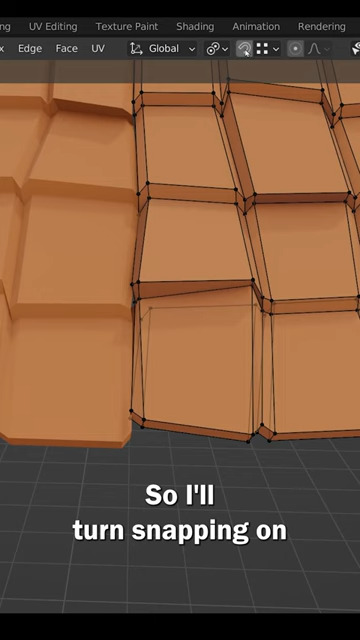 ng UV Editing Texture Paint Shading Animation Rendering
x Edge Face UV Global
So I'll
turn snapping on